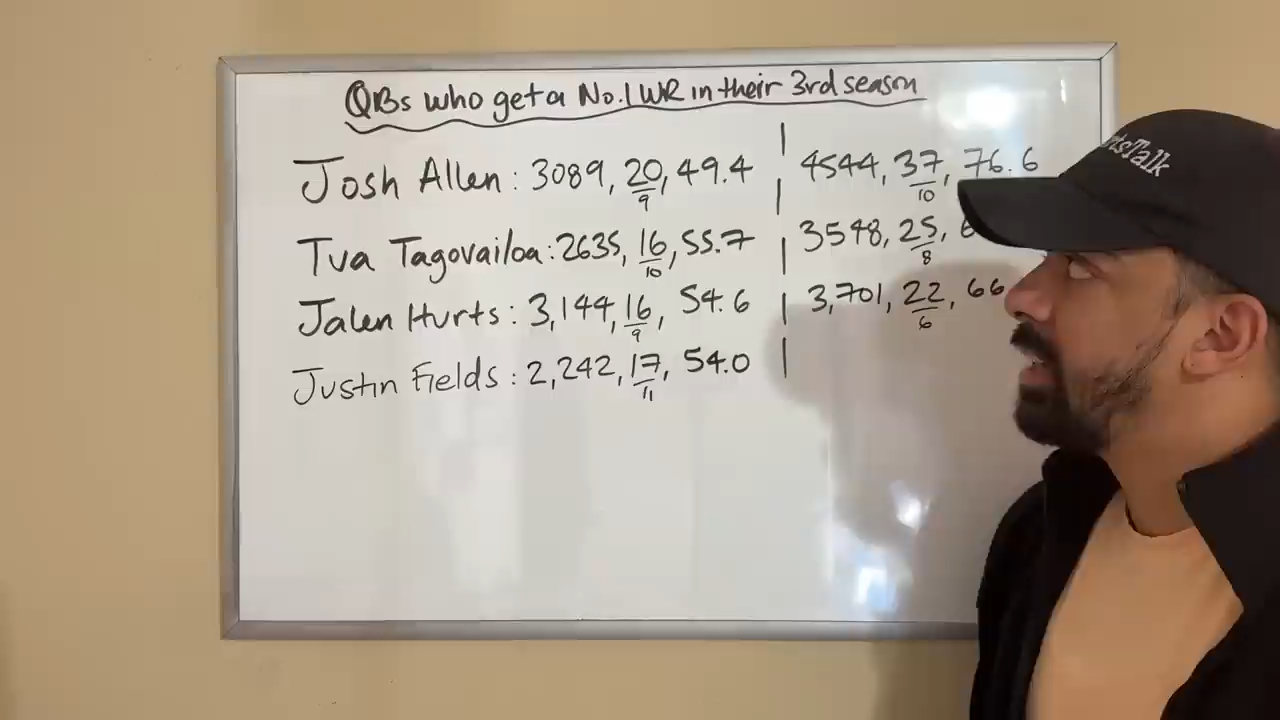 QBs who get a No.1 WR in their 3rd season
Josh Allen: 3089, 20/9, 49.4 | 4544, 37/10, 76.6
Tua Tagovailoa: 2635, 16/10, 55.7 | 3548, 25/8,
Jalen Hurts: 3,144, 16/9, 54.6 | 3,701, 22/6, 66
Justin Fields: 2,242, 17/11, 54.0 |